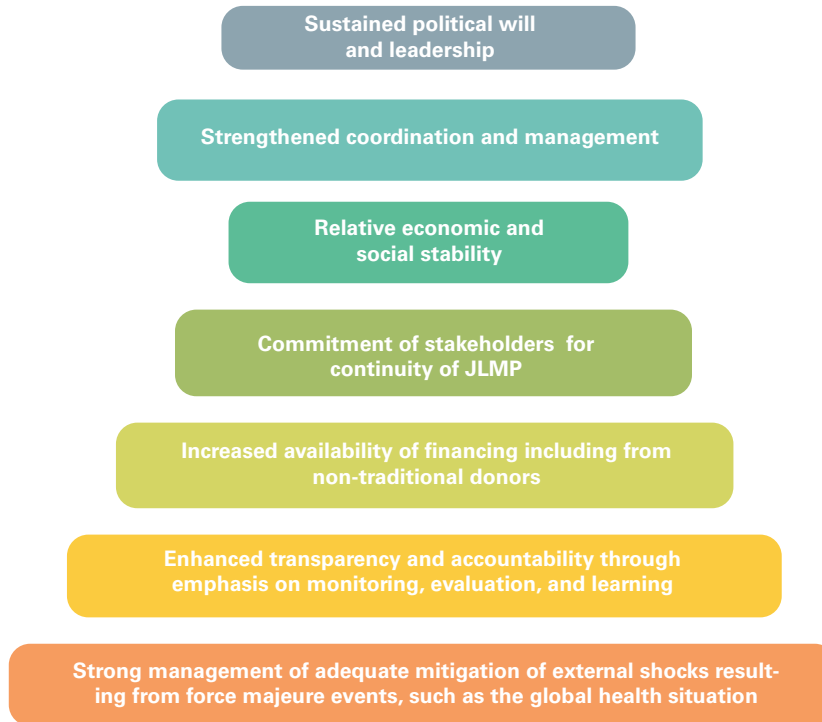 Sustained political will
and leadership
Strengthened coordination and management
Relative economic and
social stability
Commitment of stakeholders for
continuity of JLMP
Increased availability of financing including from
non-traditional donors
Enhanced transparency and accountability through
emphasis on monitoring, evaluation, and learning
Strong management of adequate mitigation of external shocks result-
ing from force majeure events, such as the global health situation